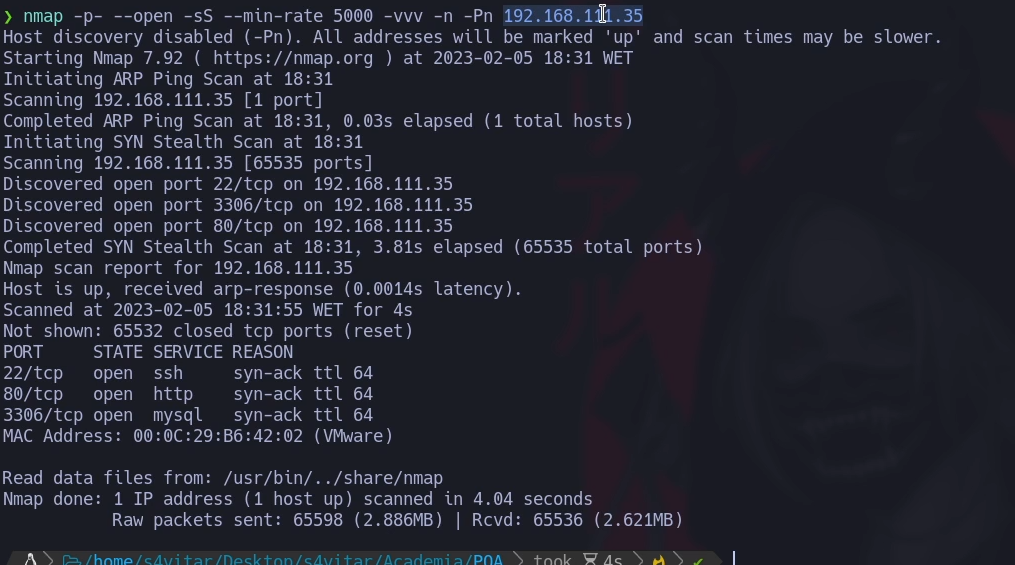 ❯ nmap -p- --open -sS --min-rate 5000 -vvv -n -Pn 192.168.111.35
Host discovery disabled (-Pn). All addresses will be marked 'up' and scan times may be slower.
Starting Nmap 7.92 ( https://nmap.org ) at 2023-02-05 18:31 WET
Initiating ARP Ping Scan at 18:31
Scanning 192.168.111.35 [1 port]
Completed ARP Ping Scan at 18:31, 0.03s elapsed (1 total hosts)
Initiating SYN Stealth Scan at 18:31
Scanning 192.168.111.35 [65535 ports]
Discovered open port 22/tcp on 192.168.111.35
Discovered open port 3306/tcp on 192.168.111.35
Discovered open port 80/tcp on 192.168.111.35
Completed SYN Stealth Scan at 18:31, 3.81s elapsed (65535 total ports)
Nmap scan report for 192.168.111.35
Host is up, received arp-response (0.0014s latency).
Scanned at 2023-02-05 18:31:55 WET for 4s
Not shown: 65532 closed tcp ports (reset)
PORT     STATE SERVICE REASON
22/tcp   open  ssh     syn-ack ttl 64
80/tcp   open  http    syn-ack ttl 64
3306/tcp open  mysql   syn-ack ttl 64
MAC Address: 00:0C:29:B6:42:02 (VMware)
Read data files from: /usr/bin/../share/nmap
Nmap done: 1 IP address (1 host up) scanned in 4.04 seconds
           Raw packets sent: 65598 (2.886MB) | Rcvd: 65536 (2.621MB)
/home/s4vitar/Desktop/s4vitar/Academia/POA took 4s ✔